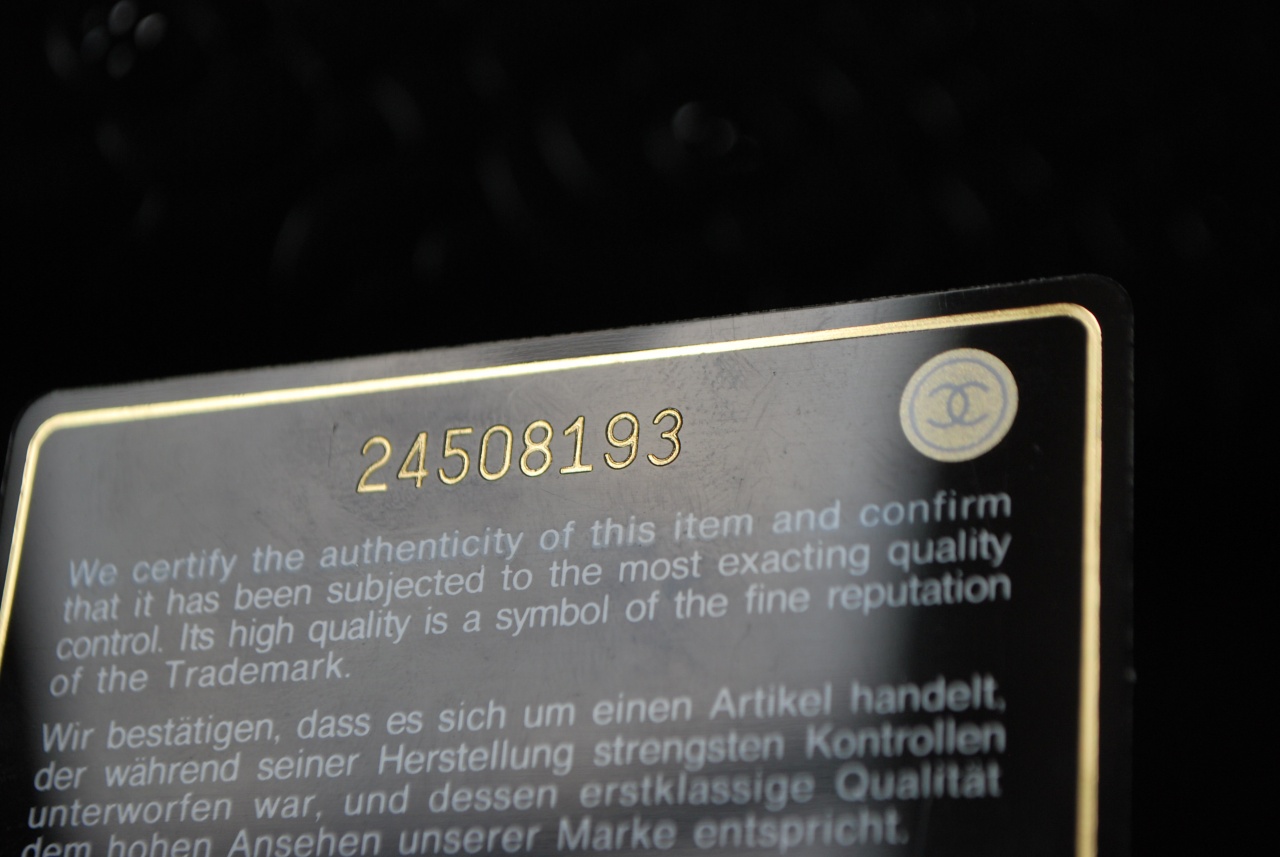 24508193
We certify the authenticity of this item and confirm
that it has been subjected to the most exacting quality
control. Its high quality is a symbol of the fine reputation
of the Trademark.
Wir bestätigen, dass es sich um einen Artikel handelt,
der während seiner Herstellung strengsten Kontrollen
unterworfen war, und dessen erstklassige Qualität
dem hohen Ansehen unserer Marke entspricht.